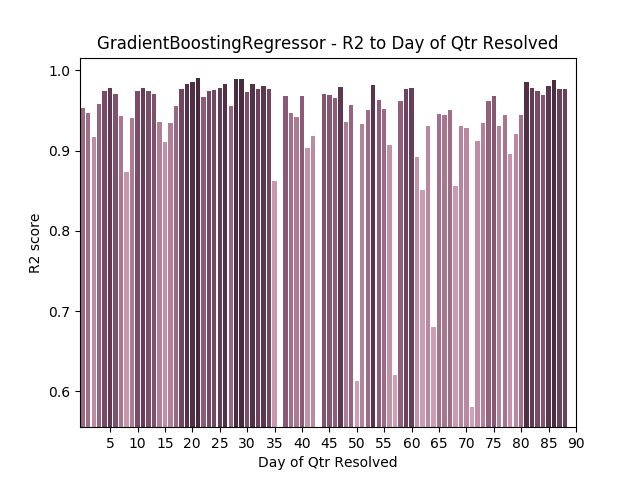 GradientBoostingRegressor - R2 to Day of Qtr Resolved
1.0
0.9
0.8
0.7
0.6
R2 score
5 10 15 20 25 30 35 40 45 50 55 60 65 70 75 80 85 90
Day of Qtr Resolved